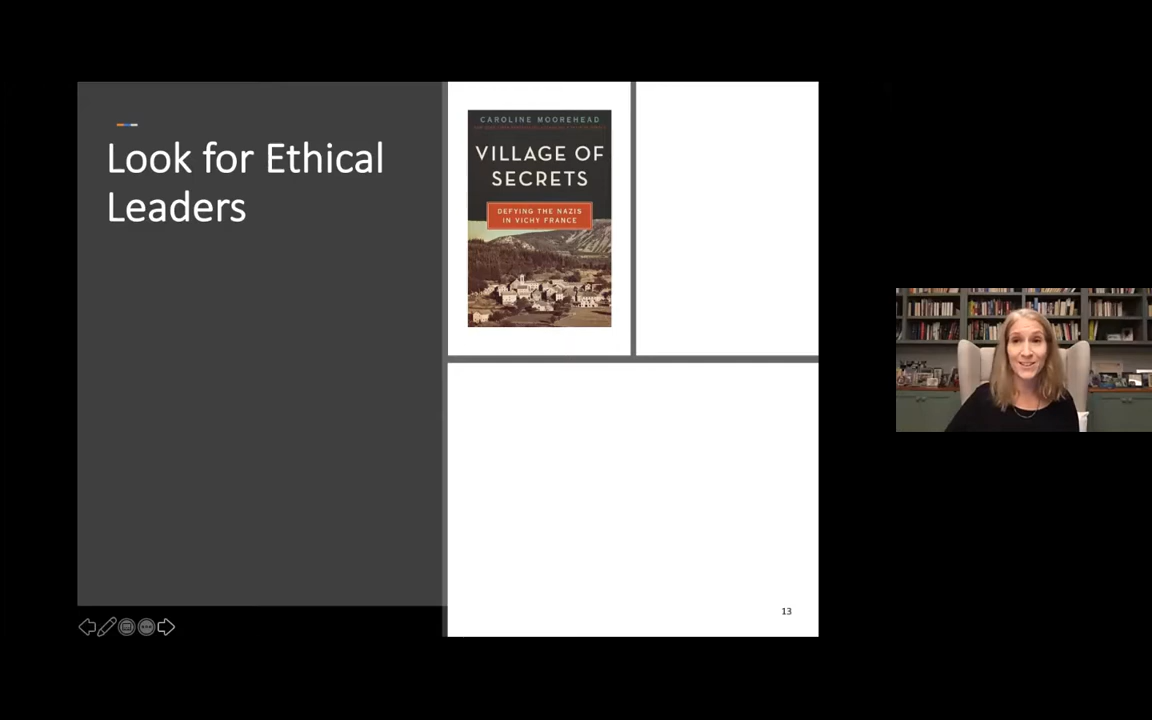 Look for Ethical
Leaders
CAROLINE MOOREHEAD
VILLAGE OF
SECRETS
DEFYING THE NAZIS
IN VICHY FRANCE
13